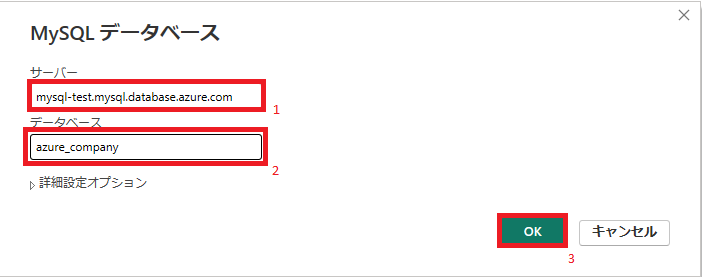 MySQL データベース
サーバー
mysql-test.mysql.database.azure.com
1
データベース
azure_company
2
詳細設定オプション
OK
キャンセル
3